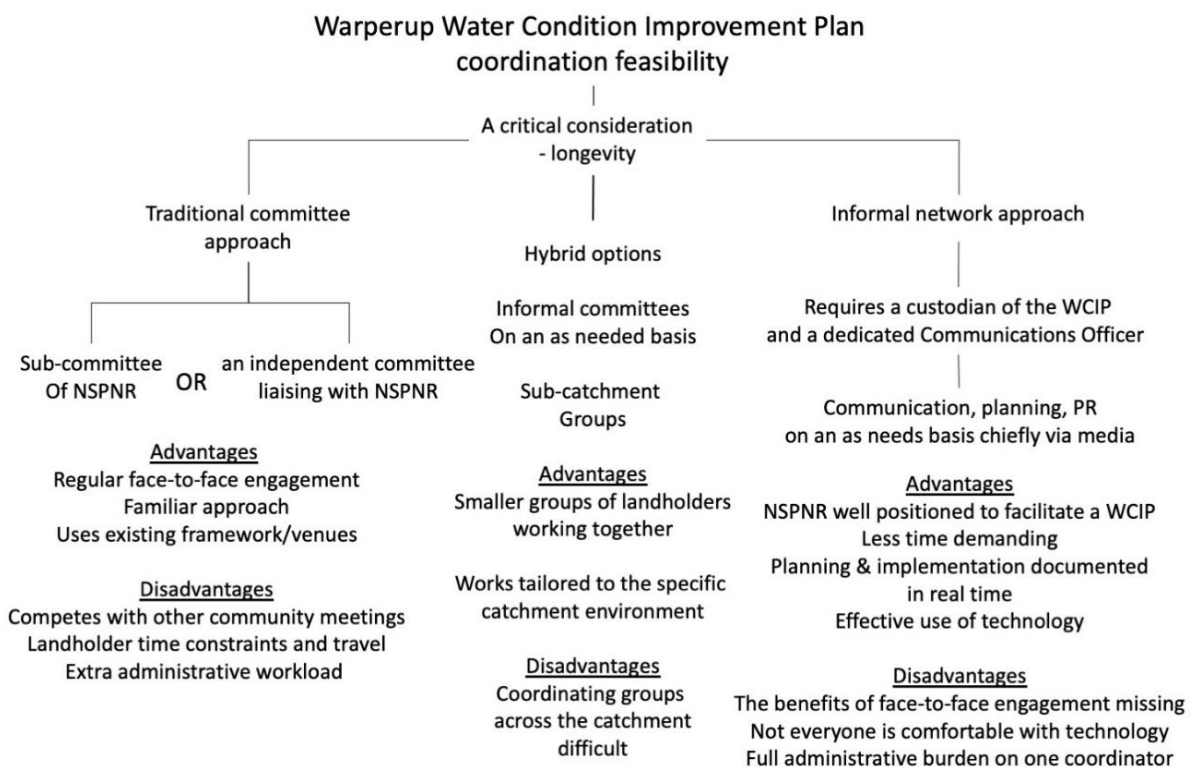 Warperup Water Condition Improvement Plan
coordination feasibility
A critical consideration
- longevity
Traditional committee
approach
Sub-committee
Of NSPNR
OR
an independent committee
liaising with NSPNR
Advantages
Regular face-to-face engagement
Familiar approach
Uses existing framework/venues
Disadvantages
Competes with other community meetings
Landholder time constraints and travel
Extra administrative workload
Hybrid options
Informal committees
On an as needed basis
Sub-catchment
Groups
Advantages
Smaller groups of landholders
working together
Works tailored to the specific
catchment environment
Disadvantages
Coordinating groups
across the catchment
difficult
Informal network approach
Requires a custodian of the WCIP
and a dedicated Communications Officer
Communication, planning, PR
on an as needs basis chiefly via media
Advantages
NSPNR well positioned to facilitate a WCIP
Less time demanding
Planning & implementation documented
in real time
Effective use of technology
Disadvantages
The benefits of face-to-face engagement missing
Not everyone is comfortable with technology
Full administrative burden on one coordinator